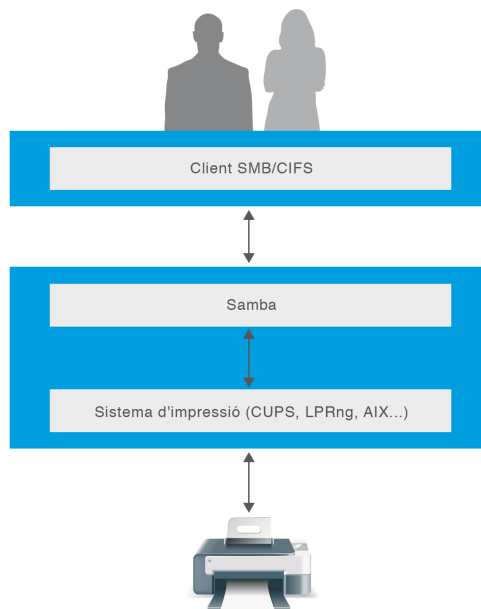 Client SMB/CIFS
Samba
Sistema d'impressió (CUPS, LPRng, AIX...)